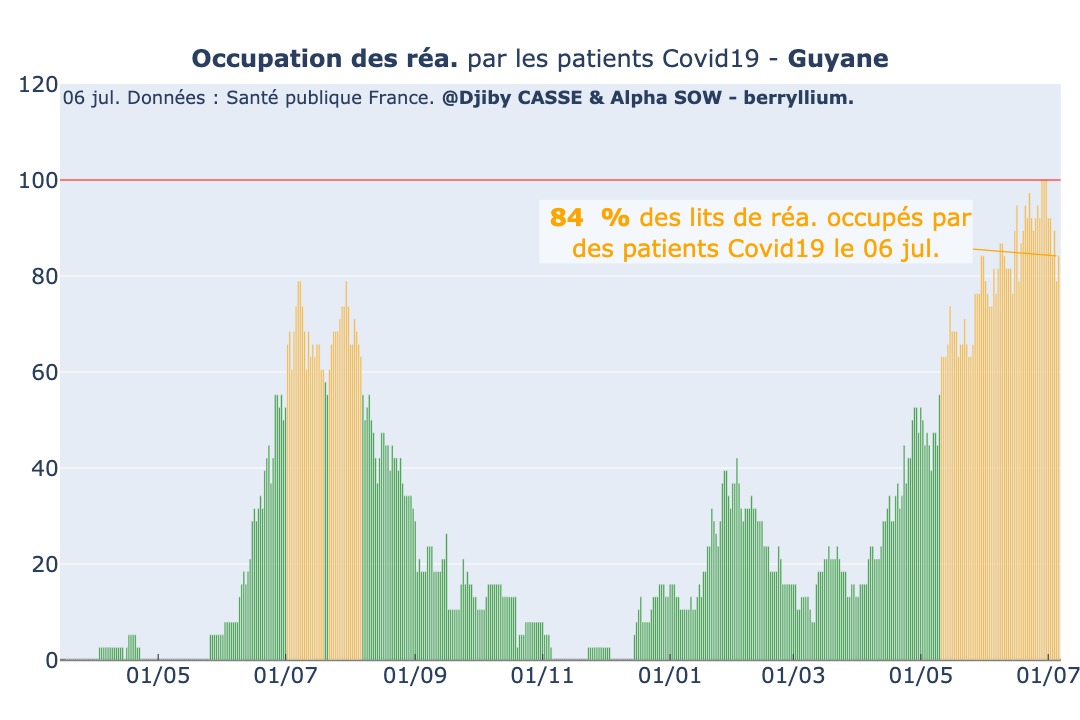 Occupation des réa. par les patients Covid19 - Guyane
06 jul. Données : Santé publique France. @Djiby CASSE & Alpha SOW - berryllium.
120
100
80
60
40
20
0
84 % des lits de réa. occupés par
des patients Covid19 le 06 jul.
01/05 01/07 01/09 01/11 01/01 01/03 01/05 01/07